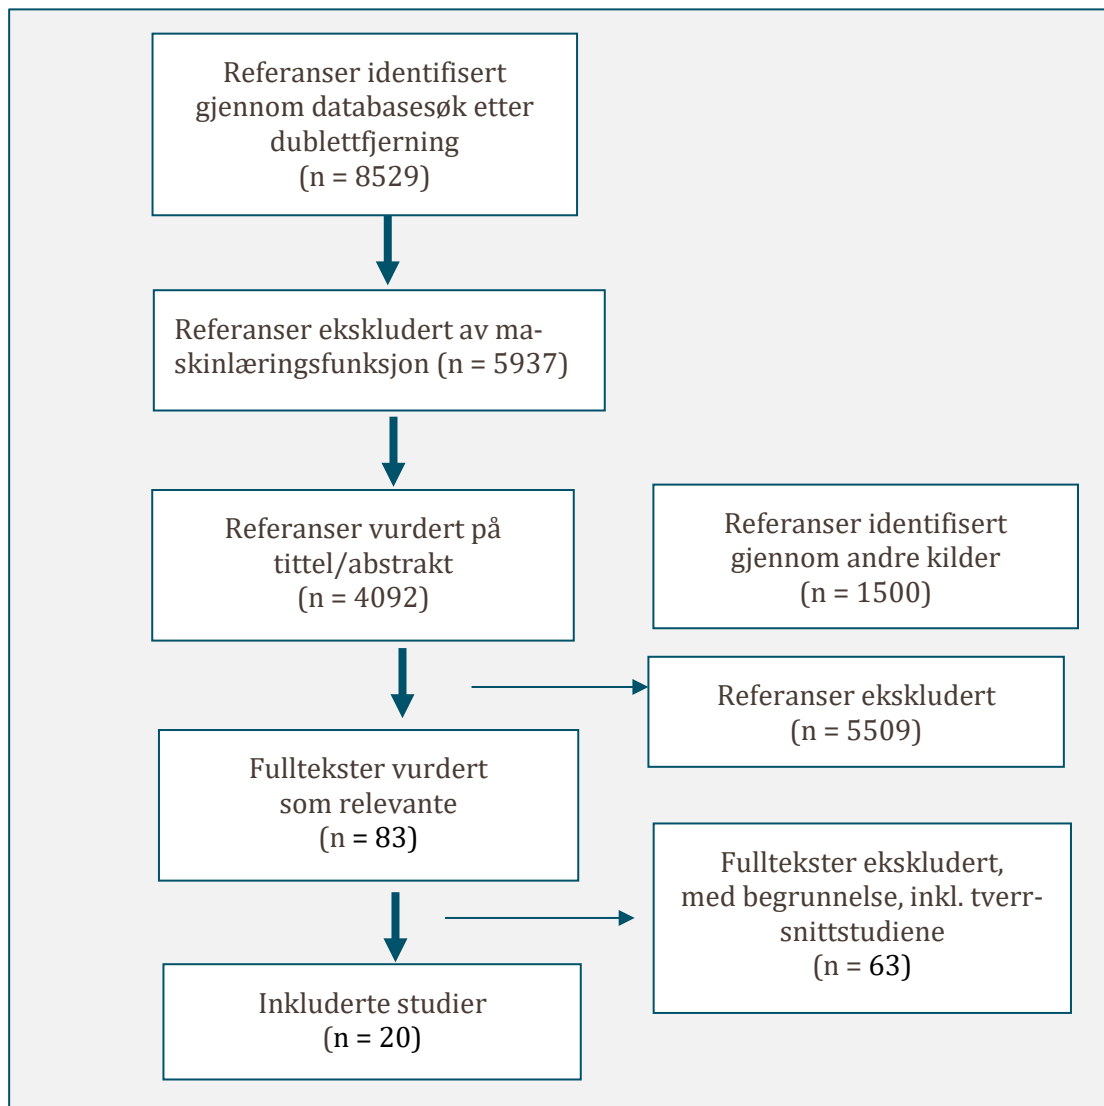 Referanser identifisert
gjennom databasesøk etter
dublettfjerning
(n = 8529)
Referanser ekskludert av ma-
skinlæringsfunksjon (n = 5937)
Referanser vurdert på
tittel/abstrakt
(n = 4092)
Referanser identifisert
gjennom andre kilder
(n = 1500)
Referanser ekskludert
(n = 5509)
Fulltekster vurdert
som relevante
(n = 83)
Fulltekster ekskludert,
med begrunnelse, inkl. tverr-
snittstudiene
(n = 63)
Inkluderte studier
(n = 20)